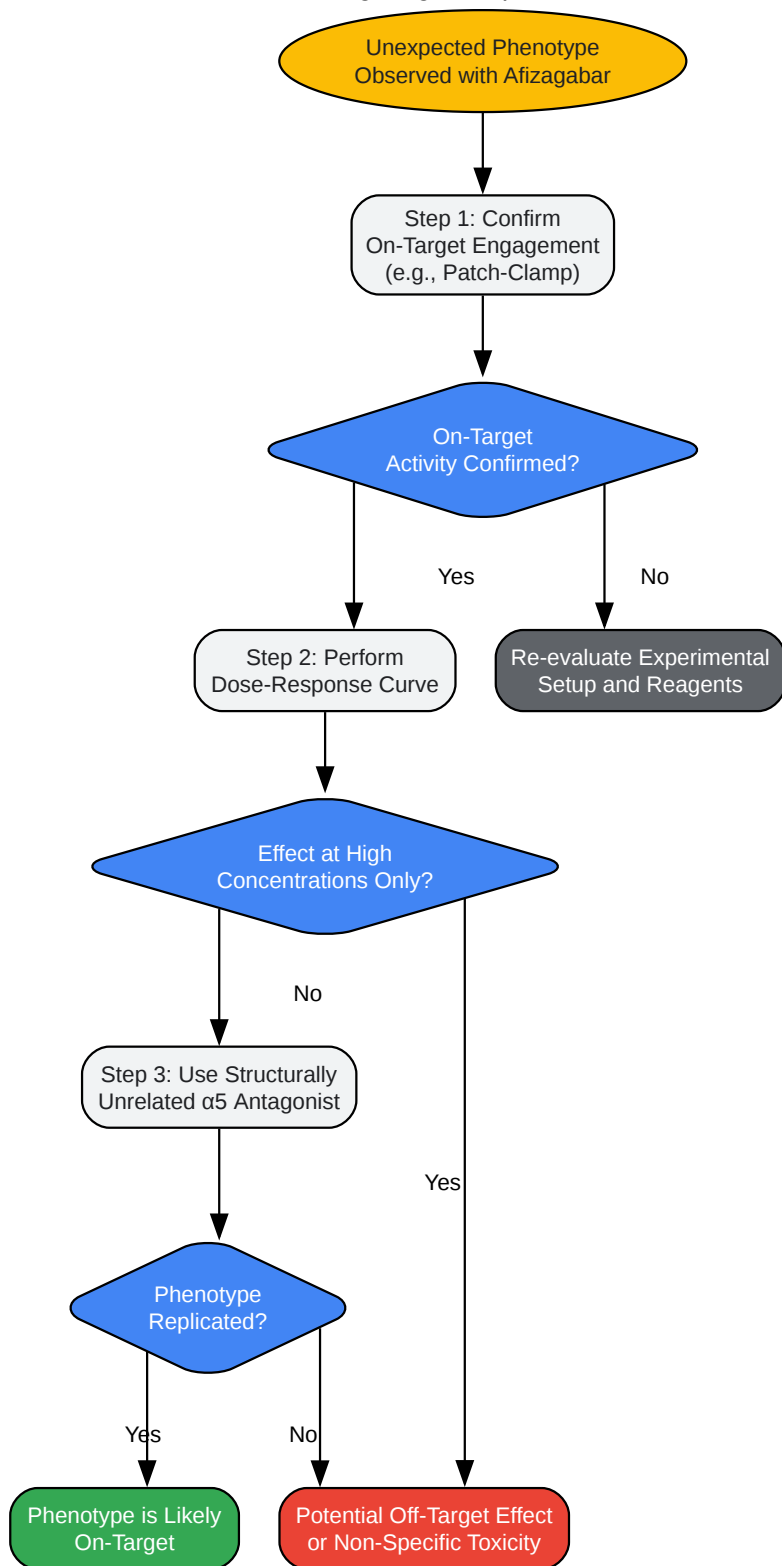 Unexpected Phenotype
Observed with Afizagabar
Step 1: Confirm
On-Target Engagement
(e.g., Patch-Clamp)
On-Target
Activity Confirmed?
Yes
No
Step 2: Perform
Dose-Response Curve
Re-evaluate Experimental
Setup and Reagents
Effect at High
Concentrations Only?
No
Step 3: Use Structurally
Unrelated α5 Antagonist
Yes
Phenotype
Replicated?
Yes
No
Phenotype is Likely
On-Target
Potential Off-Target Effect
or Non-Specific Toxicity